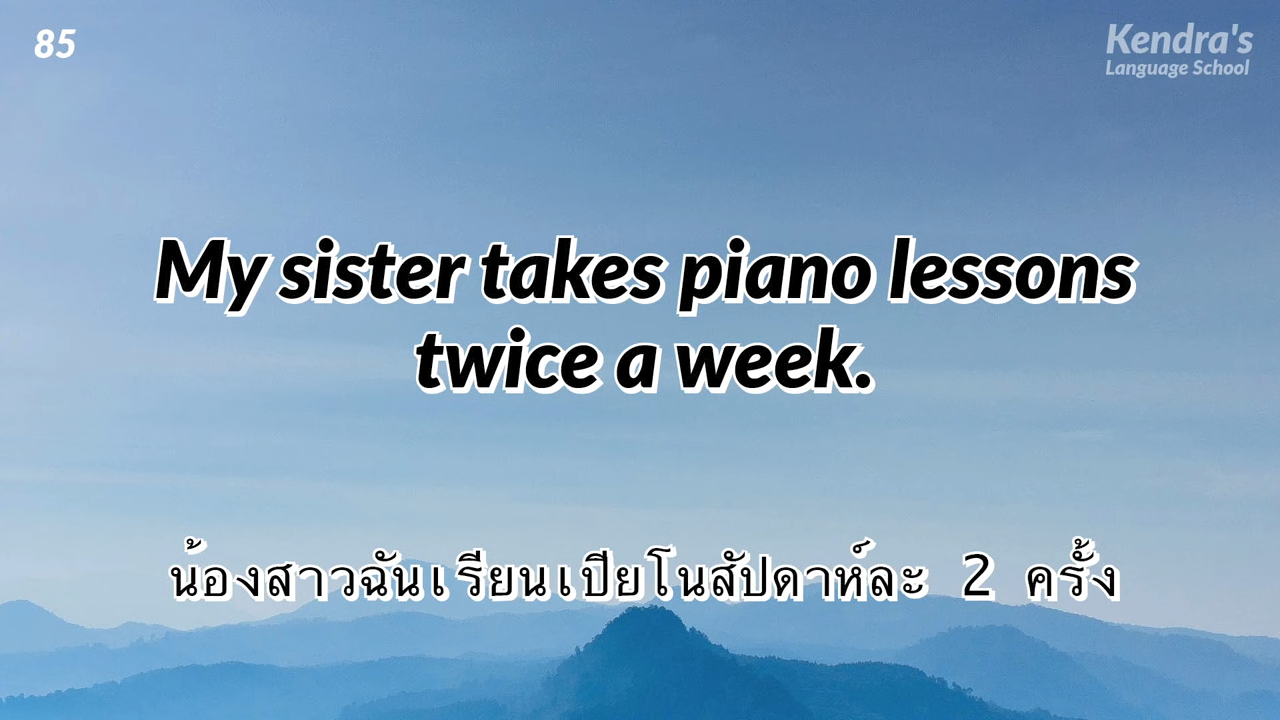 85
Kendra's
Language School
My sister takes piano lessons
twice a week.
น้องสาวฉันเรียนเปียโนสัปดาห์ละ 2 ครั้ง